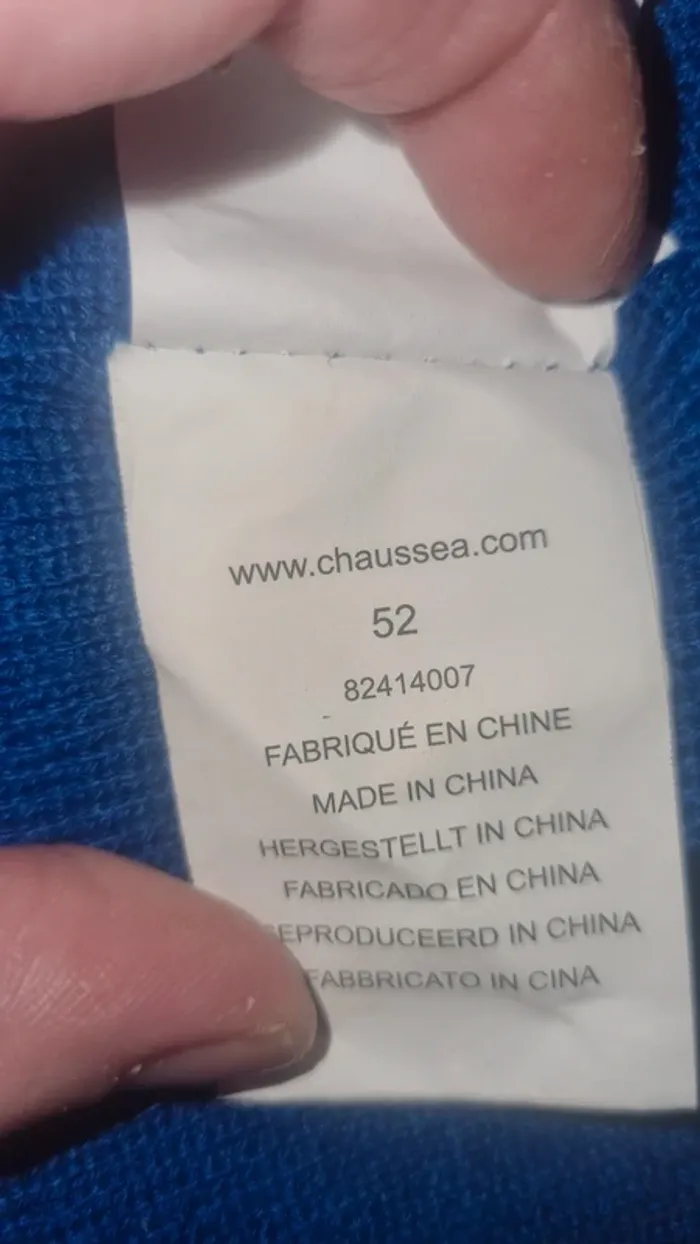 www.chaussea.com
52
82414007
FABRIQUÉ EN CHINE
MADE IN CHINA
HERGESTELLT IN CHINA
FABRICADO EN CHINA
EPRODUCEERD IN CHINA
FABBRICATO IN CINA